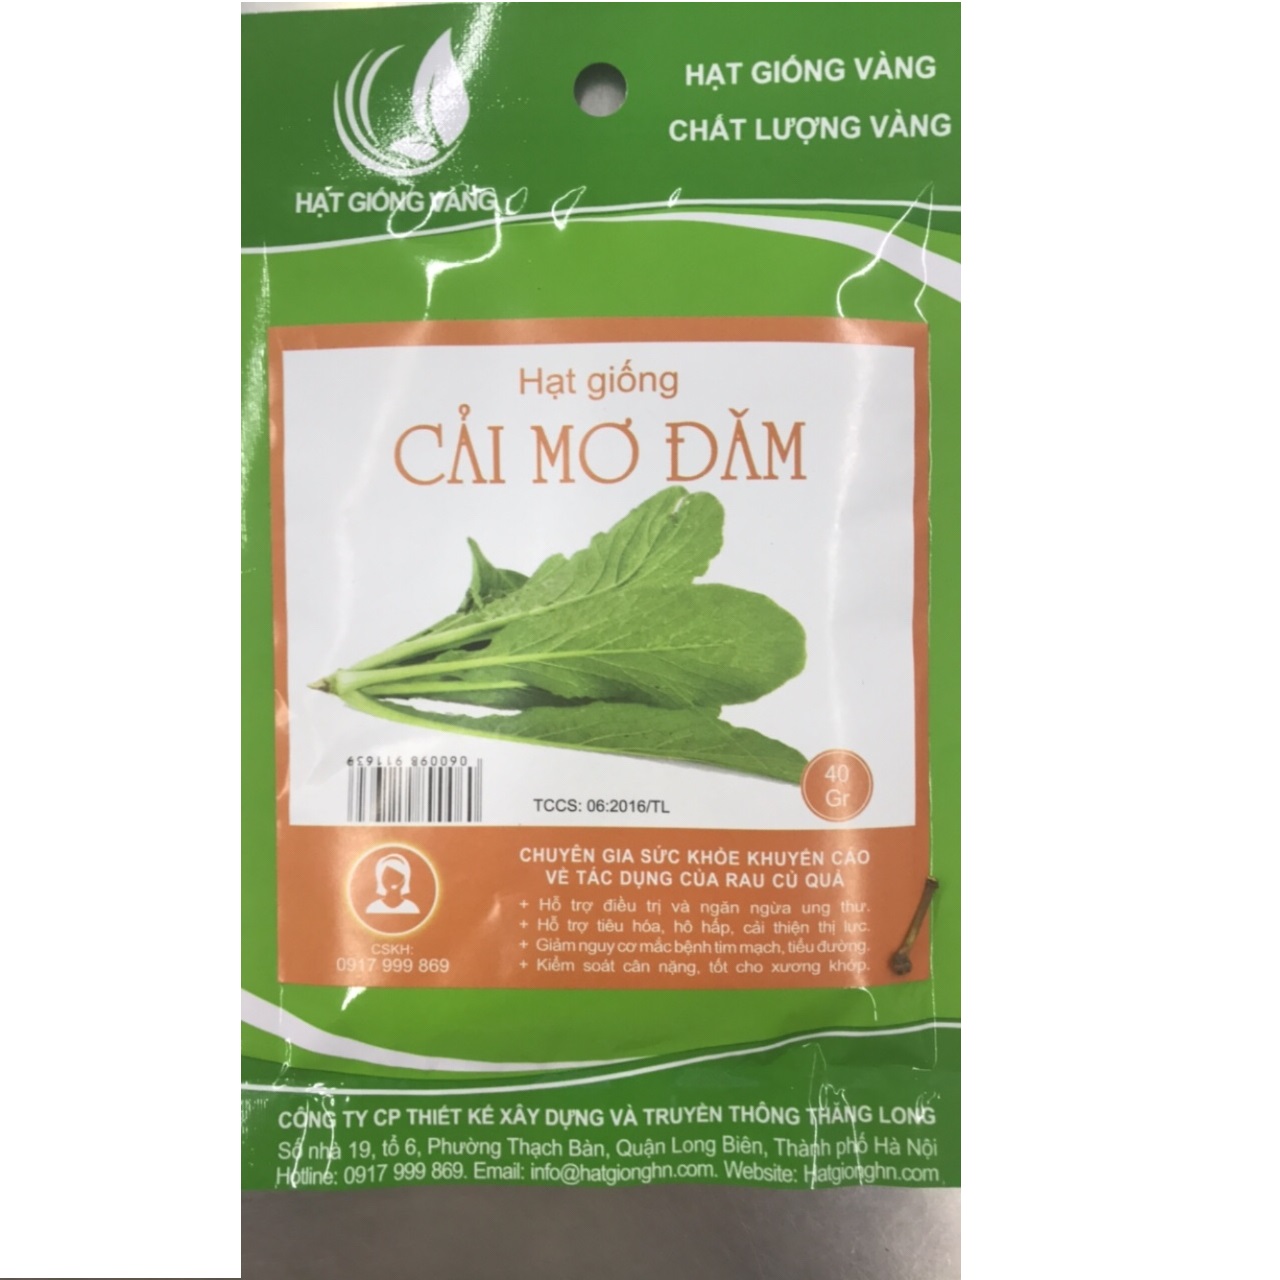 HẠT GIỐNG VÀNG
CHẤT LƯỢNG VÀNG
HẠT GIỐNG VÀNG
Hạt giống
CẢI MƠ ĐĂM
060098 911639
TCCS: 06:2016/TL
40
Gr
CHUYÊN GIA SỨC KHỎE KHUYẾN CÁO
VỀ TÁC DỤNG CỦA RAU CỦ QUẢ
+ Hỗ trợ điều trị và ngăn ngừa ung thư.
+ Hỗ trợ tiêu hóa, hô hấp, cải thiện thị lực.
+ Giảm nguy cơ mắc bệnh tim mạch, tiểu đường.
+ Kiểm soát cân nặng, tốt cho xương khớp.
CSKH:
0917 999 869
CÔNG TY CP THIẾT KẾ XÂY DỰNG VÀ TRUYỀN THÔNG THĂNG LONG
Số nhà 19, tổ 6, Phường Thạch Bàn, Quận Long Biên, Thành phố Hà Nội
Hotline: 0917 999 869. Email: info@hatgionghn.com. Website: Hatgionghn.com